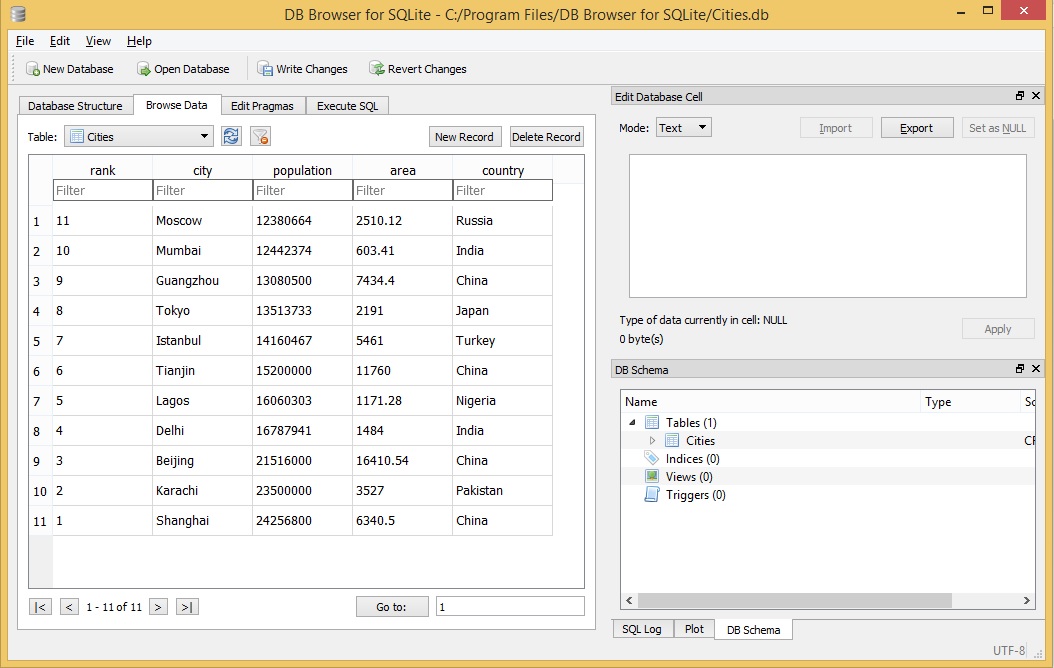 DB Browser for SQLite - C:/Program Files/DB Browser for SQLite/Cities.db
File Edit View Help
New Database Open Database Write Changes Revert Changes
Database Structure Browse Data Edit Pragmas Execute SQL
Table: Cities New Record Delete Record
rank city population area country
Filter Filter Filter Filter Filter
1 11 Moscow 12380664 2510.12 Russia
2 10 Mumbai 12442374 603.41 India
3 9 Guangzhou 13080500 7434.4 China
4 8 Tokyo 13513733 2191 Japan
5 7 Istanbul 14160467 5461 Turkey
6 6 Tianjin 15200000 11760 China
7 5 Lagos 16060303 1171.28 Nigeria
8 4 Delhi 16787941 1484 India
9 3 Beijing 21516000 16410.54 China
10 2 Karachi 23500000 3527 Pakistan
11 1 Shanghai 24256800 6340.5 China
|< < 1 - 11 of 11 > >| Go to: 1
Edit Database Cell
Mode: Text Import Export Set as NULL
Type of data currently in cell: NULL
0 byte(s)
Apply
DB Schema
Name Type Sc
Tables (1)
Cities CR
Indices (0)
Views (0)
Triggers (0)
SQL Log Plot DB Schema
UTF-8